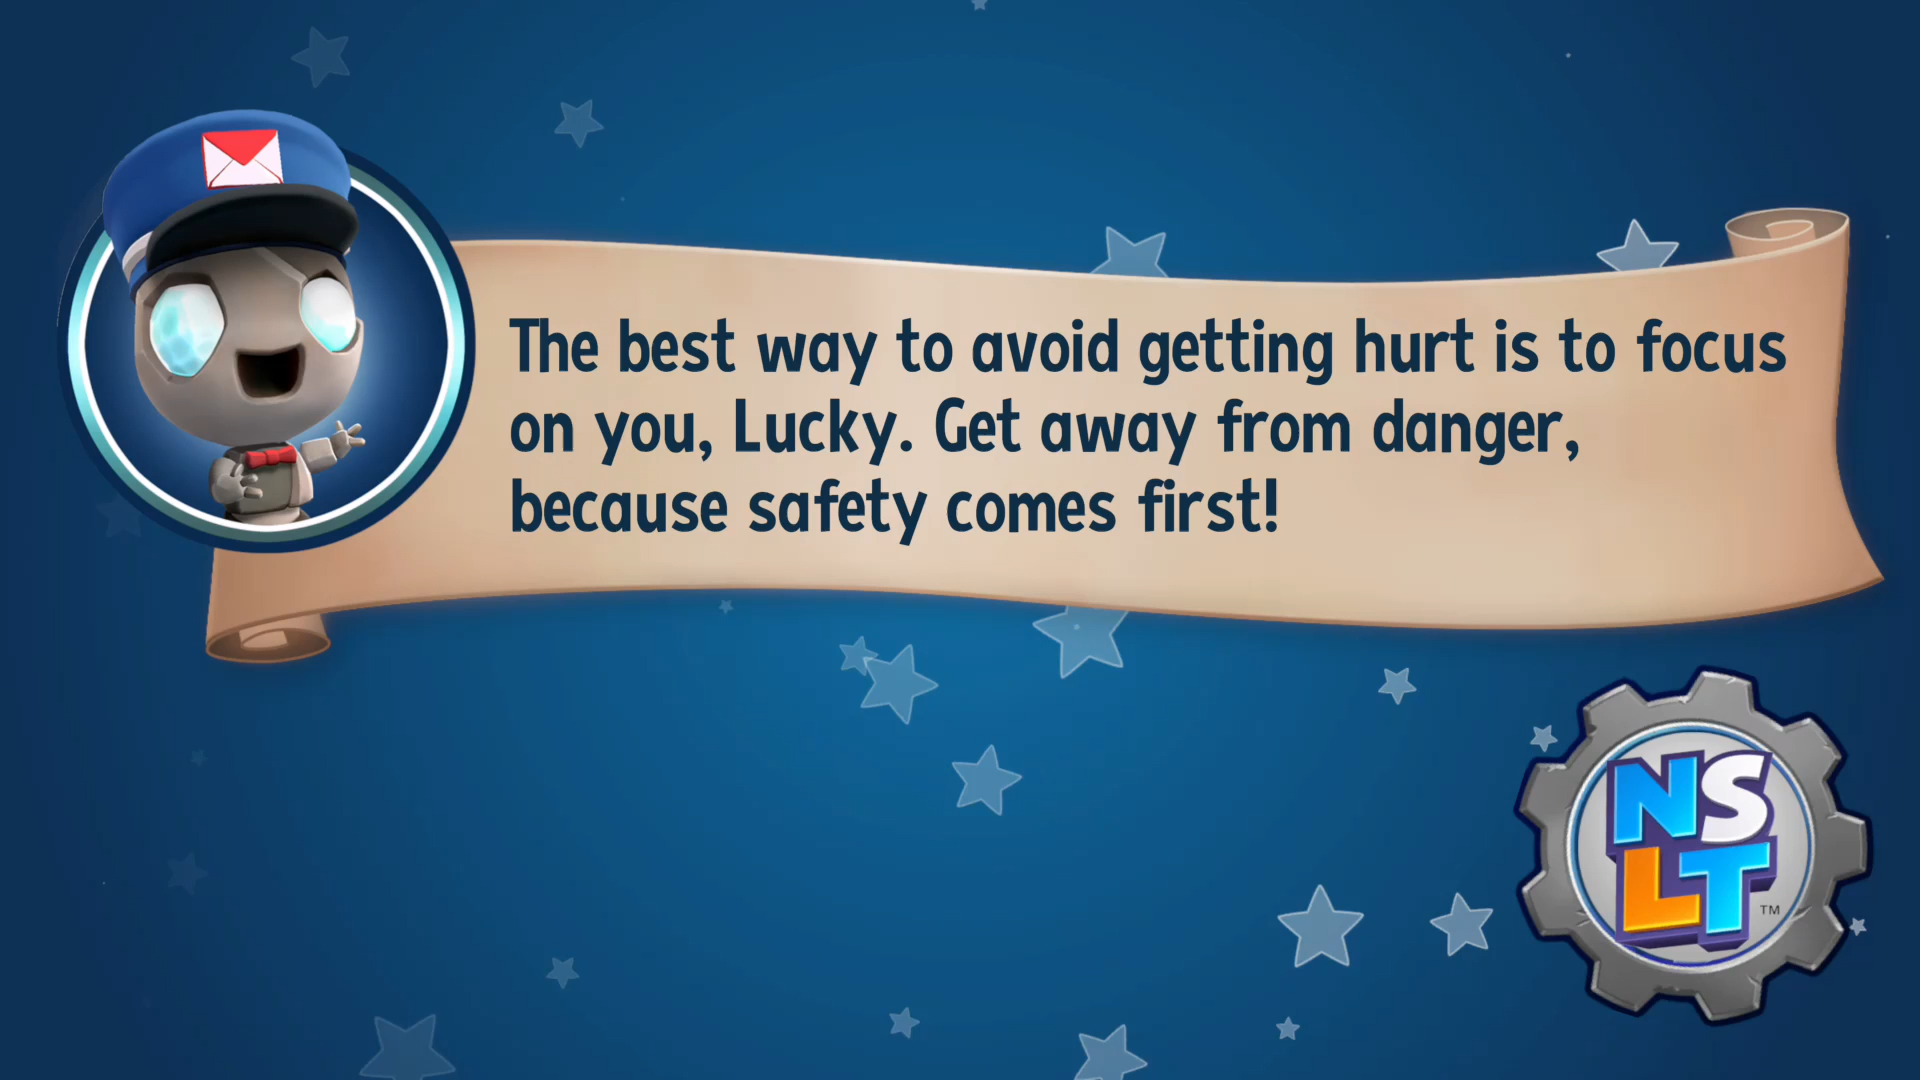 The best way to avoid getting hurt is to focus
on you, Lucky. Get away from danger,
because safety comes first!
NS
LT
TM